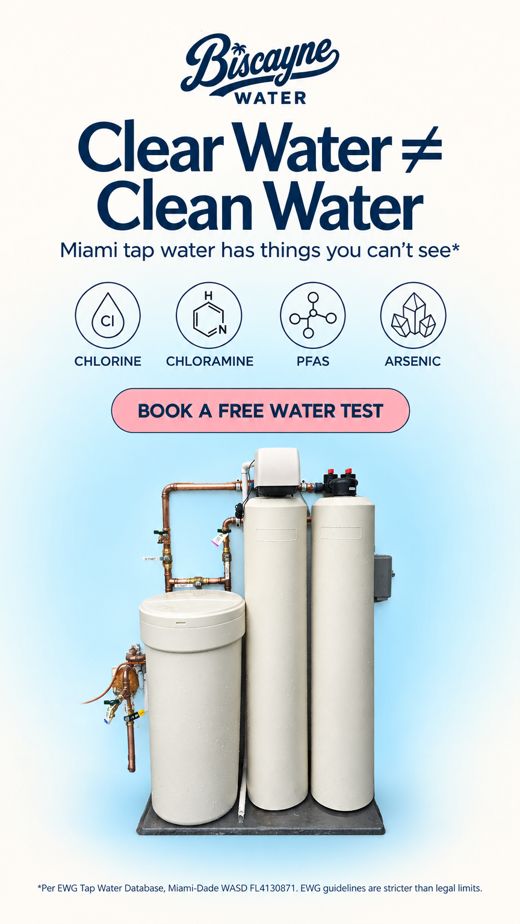 Biscayne
WATER
Clear Water ≠
Clean Water
Miami tap water has things you can't see*
Cl
H
N
CHLORINE
CHLORAMINE
PFAS
ARSENIC
BOOK A FREE WATER TEST
*Per EWG Tap Water Database, Miami-Dade WASD FL4130871. EWG guidelines are stricter than legal limits.